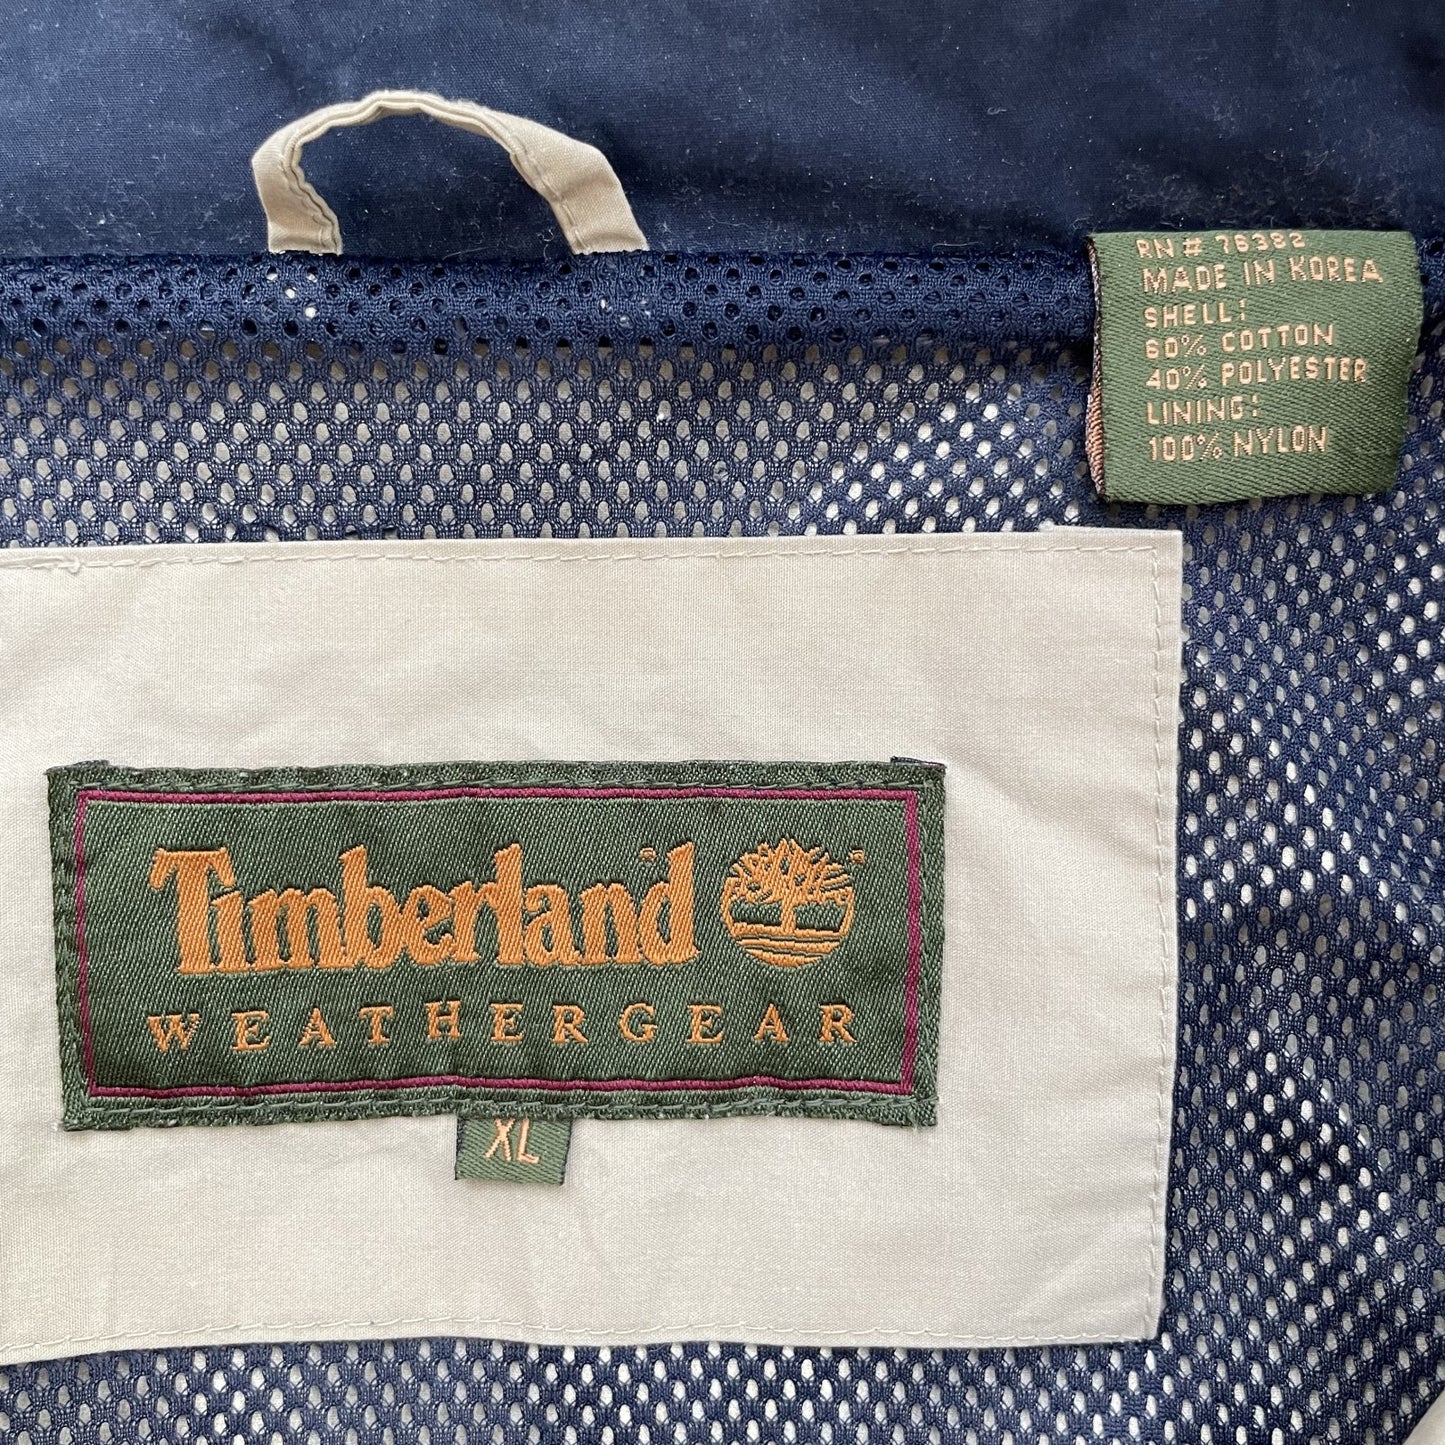 RN # 76382
MADE IN KOREA
SHELL:
60% COTTON
40% POLYESTER
LINING:
100% NYLON
Timberland®
WEATHERGEAR
XL